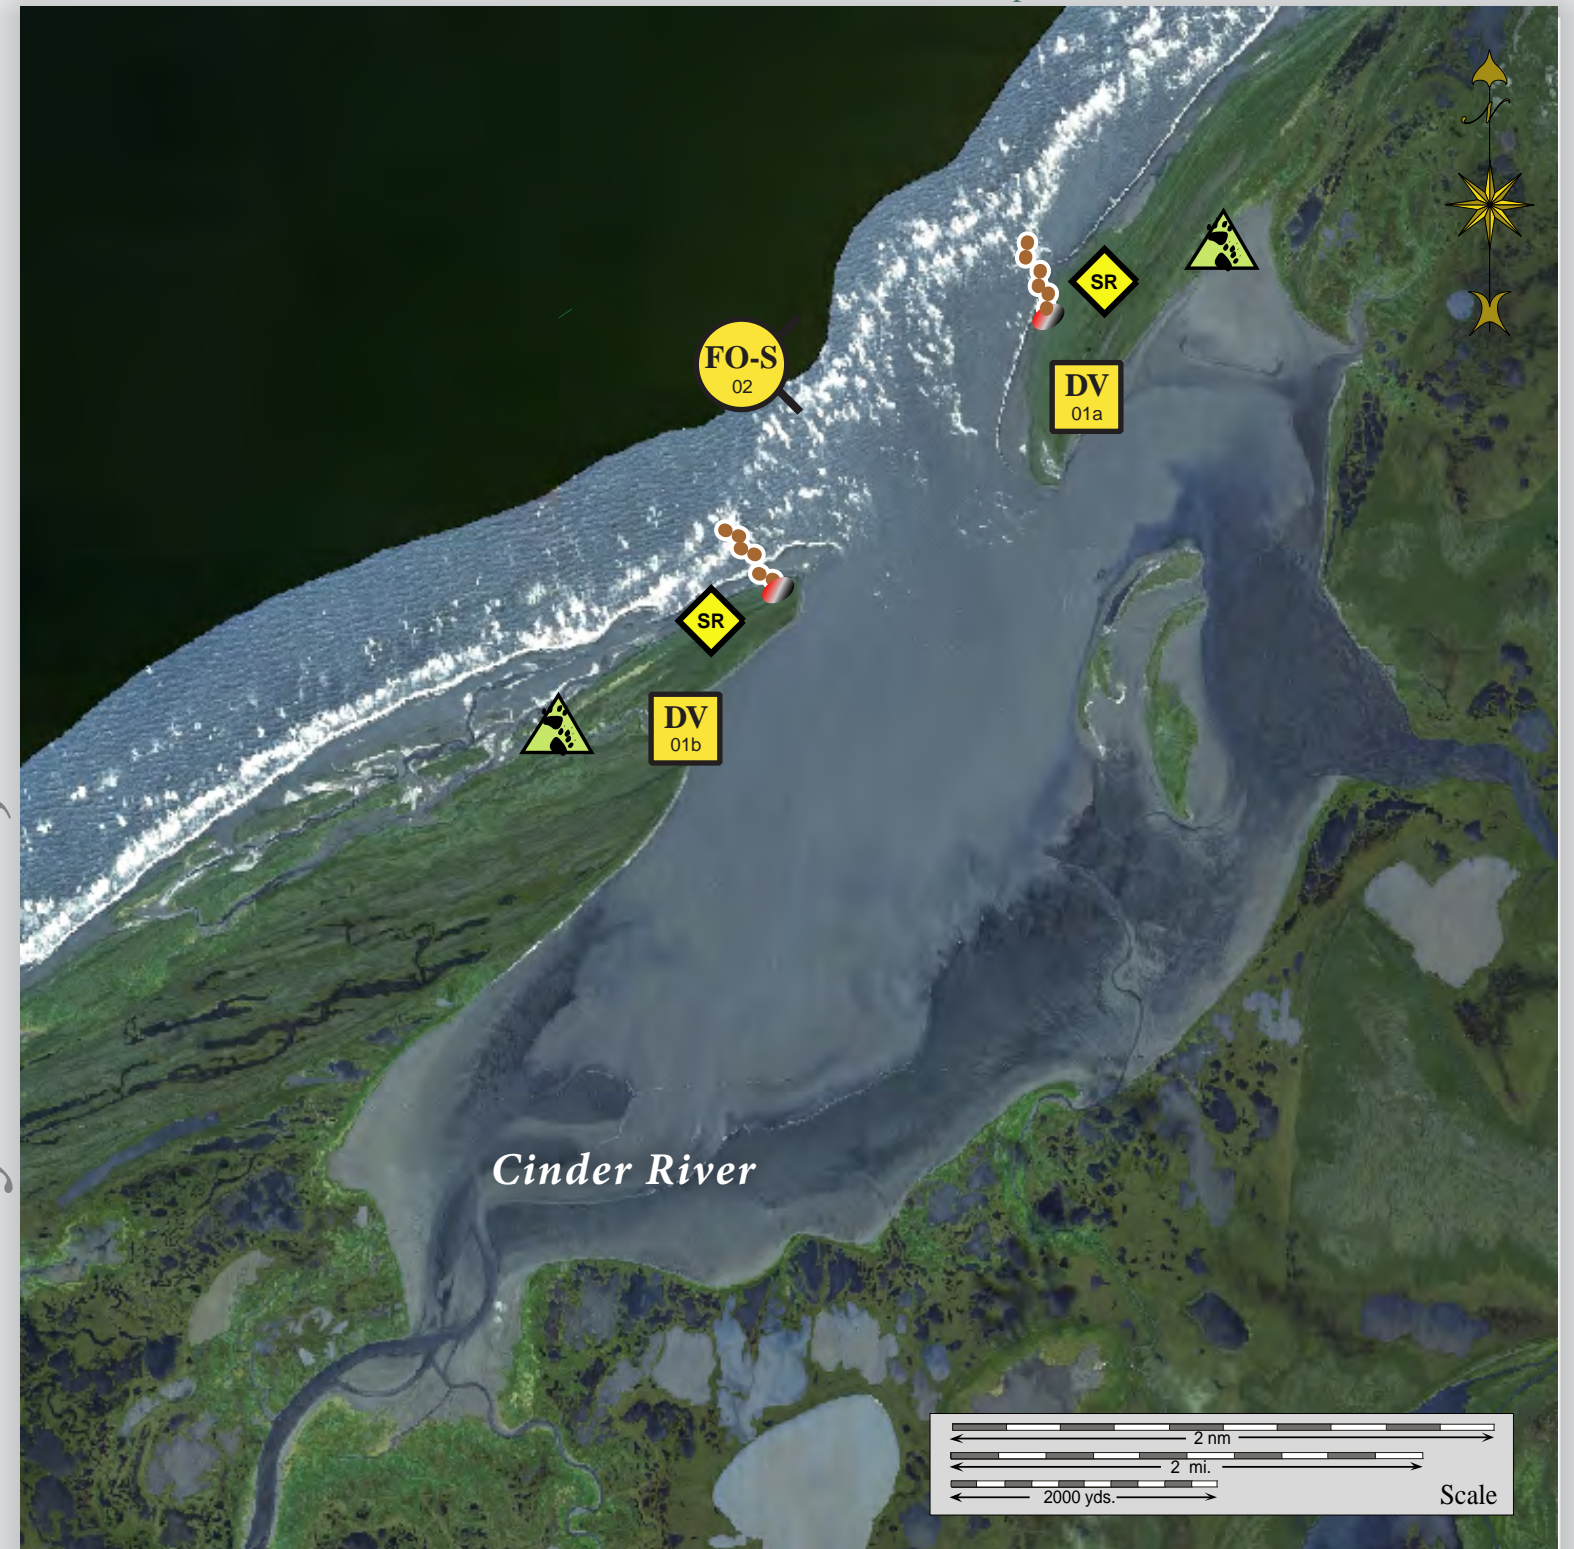 N
SR
FO-S
02
DV
01a
SR
DV
01b
Cinder River
2 nm
2 mi.
2000 yds.
Scale